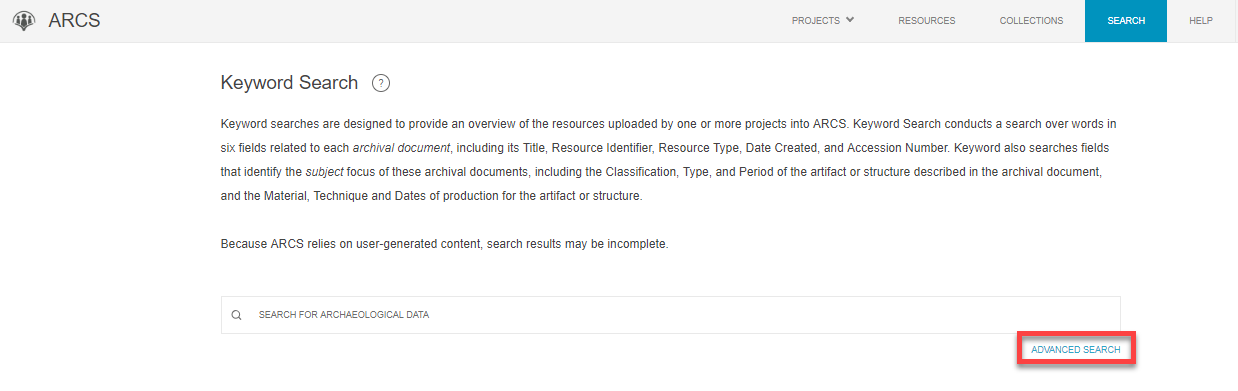 ARCS PROJECTS RESOURCES COLLECTIONS SEARCH HELP
Keyword Search ?
Keyword searches are designed to provide an overview of the resources uploaded by one or more projects into ARCS. Keyword Search conducts a search over words in
six fields related to each archival document, including its Title, Resource Identifier, Resource Type, Date Created, and Accession Number. Keyword also searches fields
that identify the subject focus of these archival documents, including the Classification, Type, and Period of the artifact or structure described in the archival document,
and the Material, Technique and Dates of production for the artifact or structure.
Because ARCS relies on user-generated content, search results may be incomplete.
SEARCH FOR ARCHAEOLOGICAL DATA
ADVANCED SEARCH